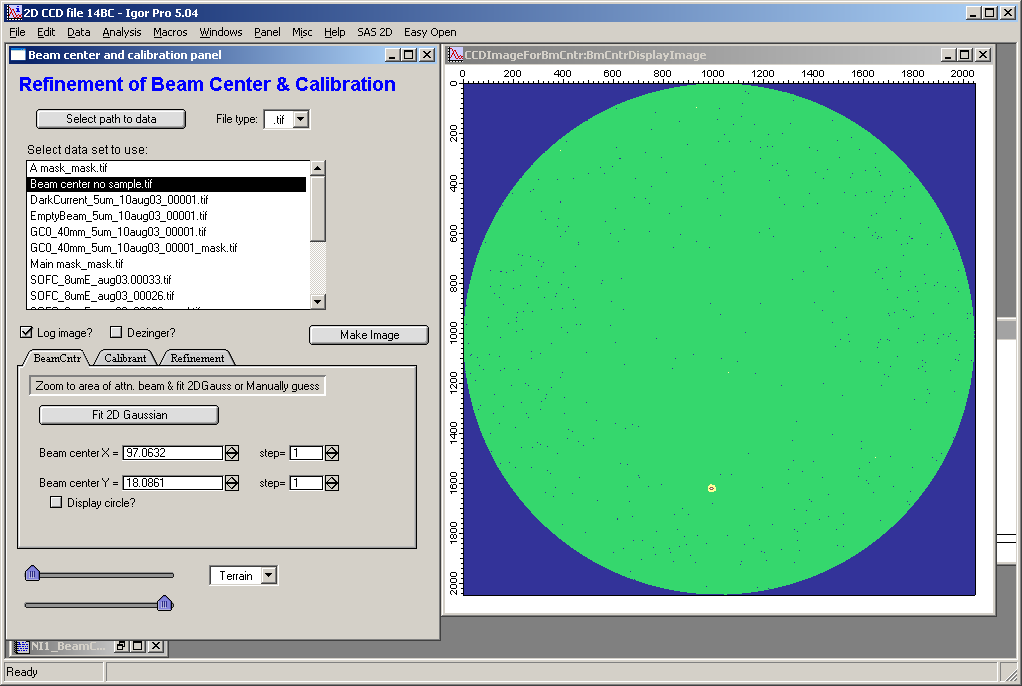 2D CCD file 14BC - Igor Pro 5.04
File Edit Data Analysis Macros Windows Panel Misc Help SAS 2D Easy Open
Beam center and calibration panel
Refinement of Beam Center & Calibration
Select path to data
File type: .tif
Select data set to use:
A mask_mask.tif
Beam center no sample.tif
DarkCurrent_5um_10aug03_00001.tif
EmptyBeam_5um_10aug03_00001.tif
GC0_40mm_5um_10aug03_00001.tif
GC0_40mm_5um_10aug03_00001_mask.tif
Main mask_mask.tif
SOFC_8umE_aug03.00033.tif
SOFC_8umE_aug03_00026.tif
Log image? Dezinger?
Make Image
BeamCntr Calibrant Refinement
Zoom to area of attn. beam & fit 2DGauss or Manually guess
Fit 2D Gaussian
Beam center X = 97.0632 step= 1
Beam center Y = 18.0861 step= 1
Display circle?
Terrain
CCDImageForBmCntr:BmCntrDisplayImage
0 200 400 600 800 1000 1200 1400 1600 1800 2000
0
200
400
600
800
1000
1200
1400
1600
1800
2000
NI1_BeamC...
Ready